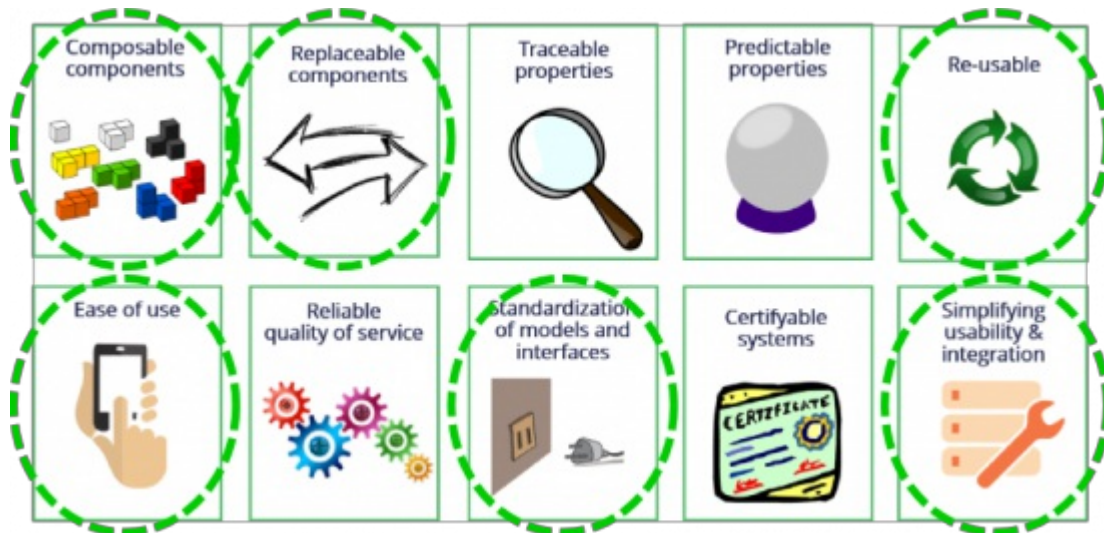 Composable
components
Replaceable
components
Traceable
properties
Predictable
properties
Re-usable
Ease of use
Reliable
quality of service
Standardization
of models and
interfaces
Certifyable
systems
CERTIFICATE
Simplifying
usability &
integration